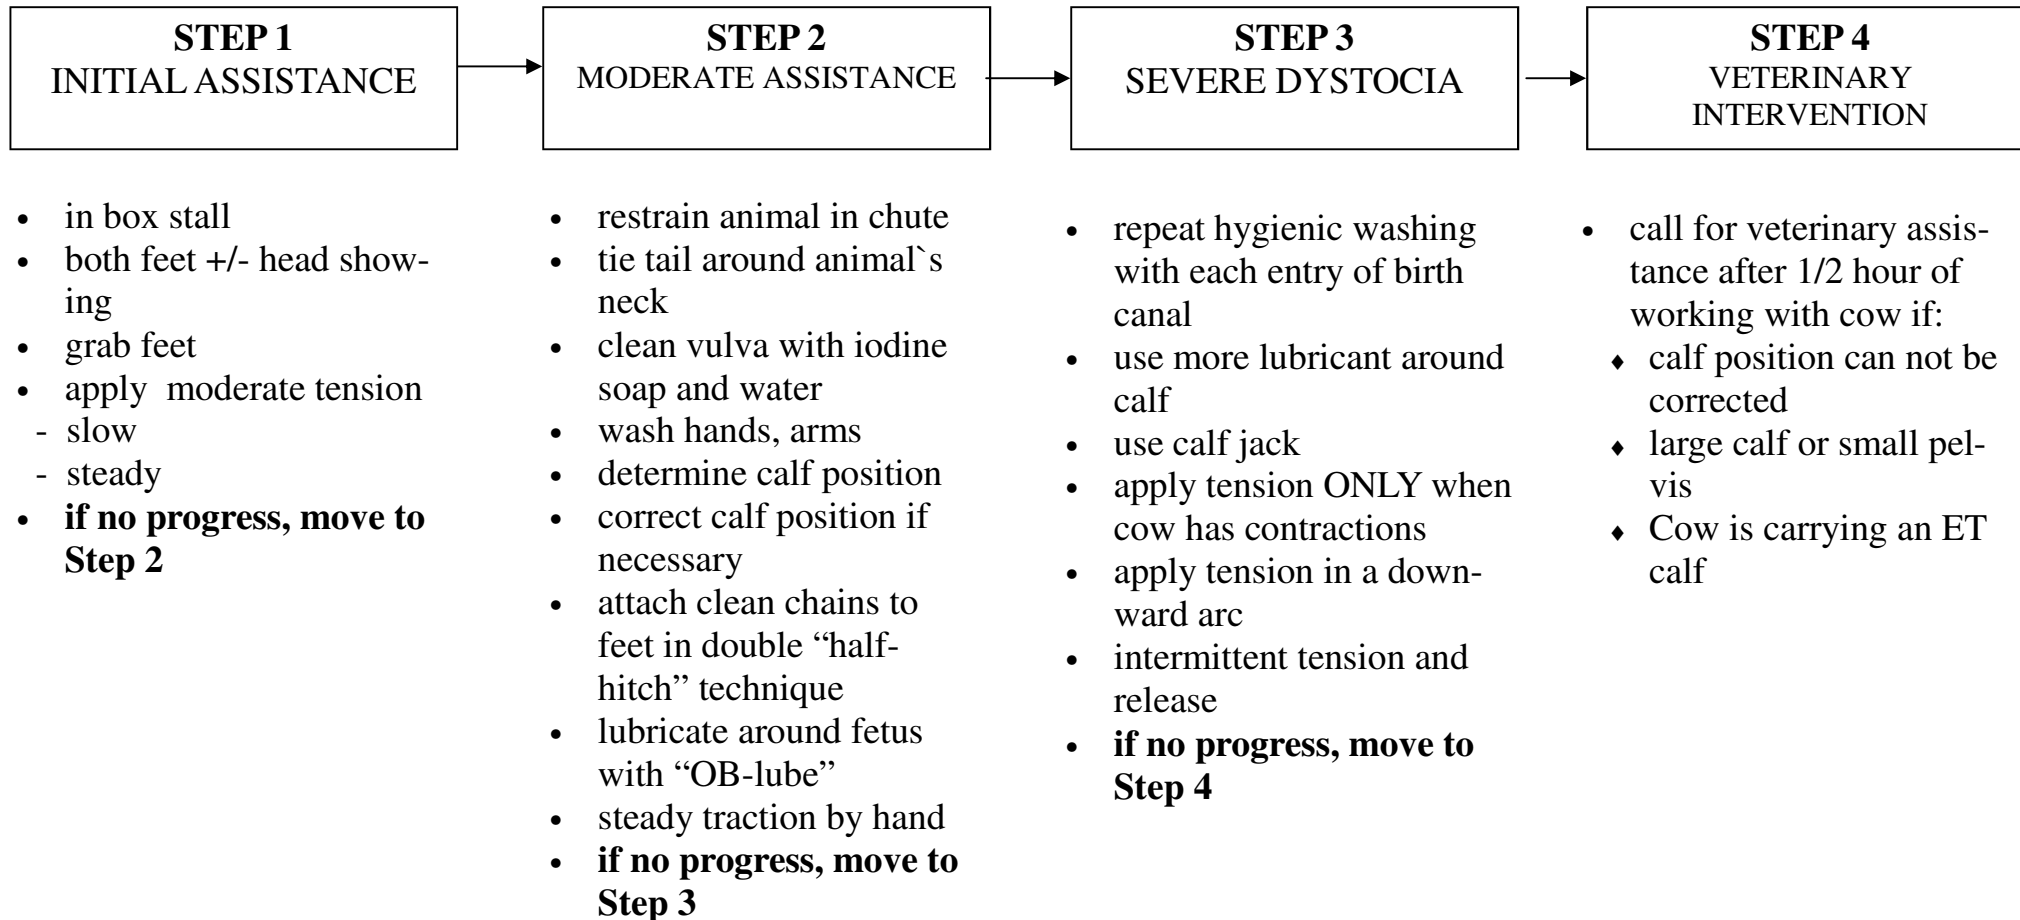 STEP 1
INITIAL ASSISTANCE
STEP 2
MODERATE ASSISTANCE
STEP 3
SEVERE DYSTOCIA
STEP 4
VETERINARY
INTERVENTION
• in box stall
• both feet +/- head show-
ing
• grab feet
• apply  moderate tension
- slow
- steady
• if no progress, move to
Step 2
• restrain animal in chute
• tie tail around animal`s
neck
• clean vulva with iodine
soap and water
• wash hands, arms
• determine calf position
• correct calf position if
necessary
• attach clean chains to
feet in double “half-
hitch” technique
• lubricate around fetus
with “OB-lube”
• steady traction by hand
• if no progress, move to
Step 3
• repeat hygienic washing
with each entry of birth
canal
• use more lubricant around
calf
• use calf jack
• apply tension ONLY when
cow has contractions
• apply tension in a down-
ward arc
• intermittent tension and
release
• if no progress, move to
Step 4
• call for veterinary assis-
tance after 1/2 hour of
working with cow if:
♦ calf position can not be
corrected
♦ large calf or small pel-
vis
♦ Cow is carrying an ET
calf